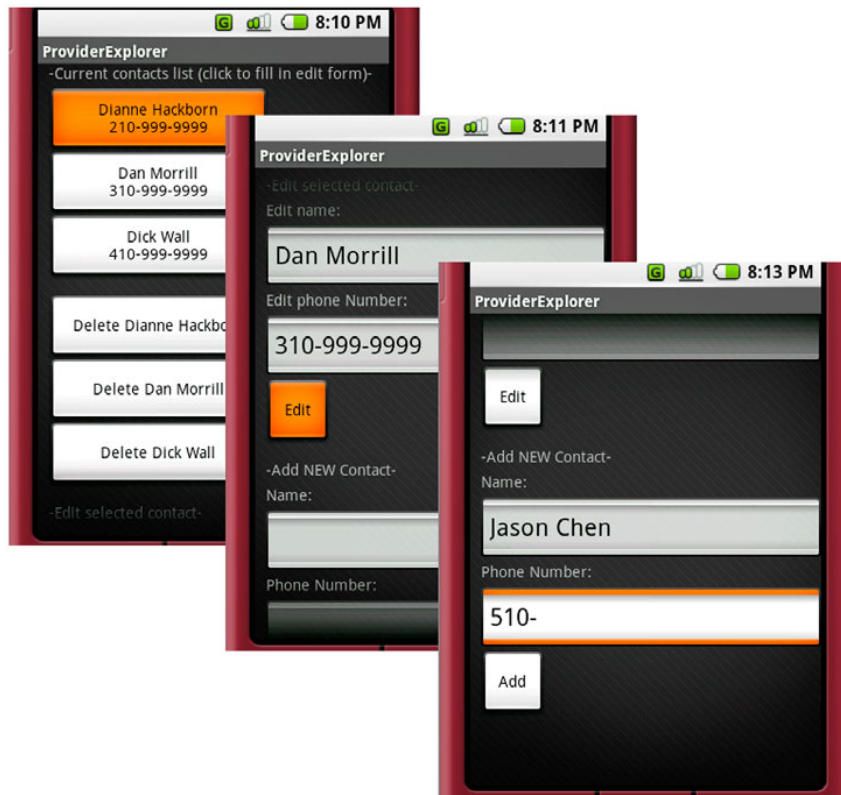 G 8:10 PM
ProviderExplorer
-Current contacts list (click to fill in edit form)-
Dianne Hackborn
210-999-9999
Dan Morrill
310-999-9999
Dick Wall
410-999-9999
Delete Dianne Hackbo
Delete Dan Morrill
Delete Dick Wall
-Edit selected contact-
G 8:11 PM
ProviderExplorer
-Edit selected contact-
Edit name:
Dan Morrill
Edit phone Number:
310-999-9999
Edit
-Add NEW Contact-
Name:
Phone Number:
G 8:13 PM
ProviderExplorer
Edit
-Add NEW Contact-
Name:
Jason Chen
Phone Number:
510-
Add